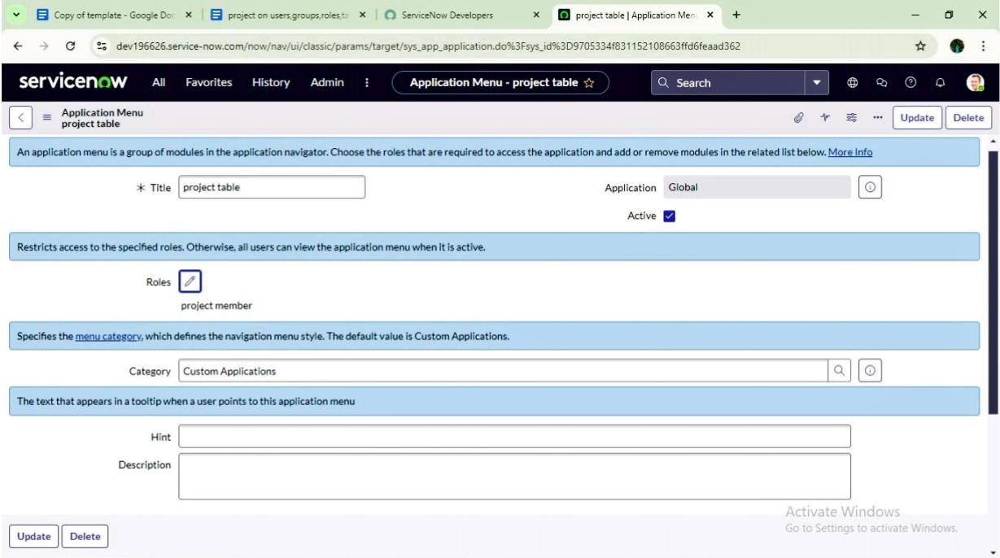 Copy of template - Google Doc
project on users,groups,roles,ta
ServiceNow Developers
project table | Application Men
dev196626.service-now.com/now/nav/ui/classic/params/target/sys_app_application.do%3Fsys_id%3D9705334f831152108663ffd6feaad362
servicenow All Favorites History Admin Application Menu - project table Search
Application Menu
project table
Update Delete
An application menu is a group of modules in the application navigator. Choose the roles that are required to access the application and add or remove modules in the related list below. More Info
Title project table
Application Global
Active
Restricts access to the specified roles. Otherwise, all users can view the application menu when it is active.
Roles
project member
Specifies the menu category, which defines the navigation menu style. The default value is Custom Applications.
Category Custom Applications
The text that appears in a tooltip when a user points to this application menu
Hint
Description
Activate Windows
Go to Settings to activate Windows.
Update Delete